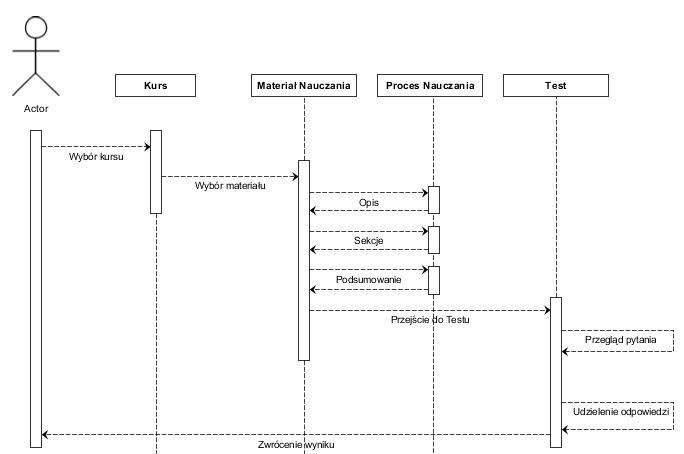 Kurs
Materiał Nauczania
Proces Nauczania
Test
Actor
Wybór kursu
Wybór materiału
Opis
Sekcje
Podsumowanie
Przejście do Testu
Przegląd pytania
Udzielenie odpowiedzi
Zwrócenie wyniku